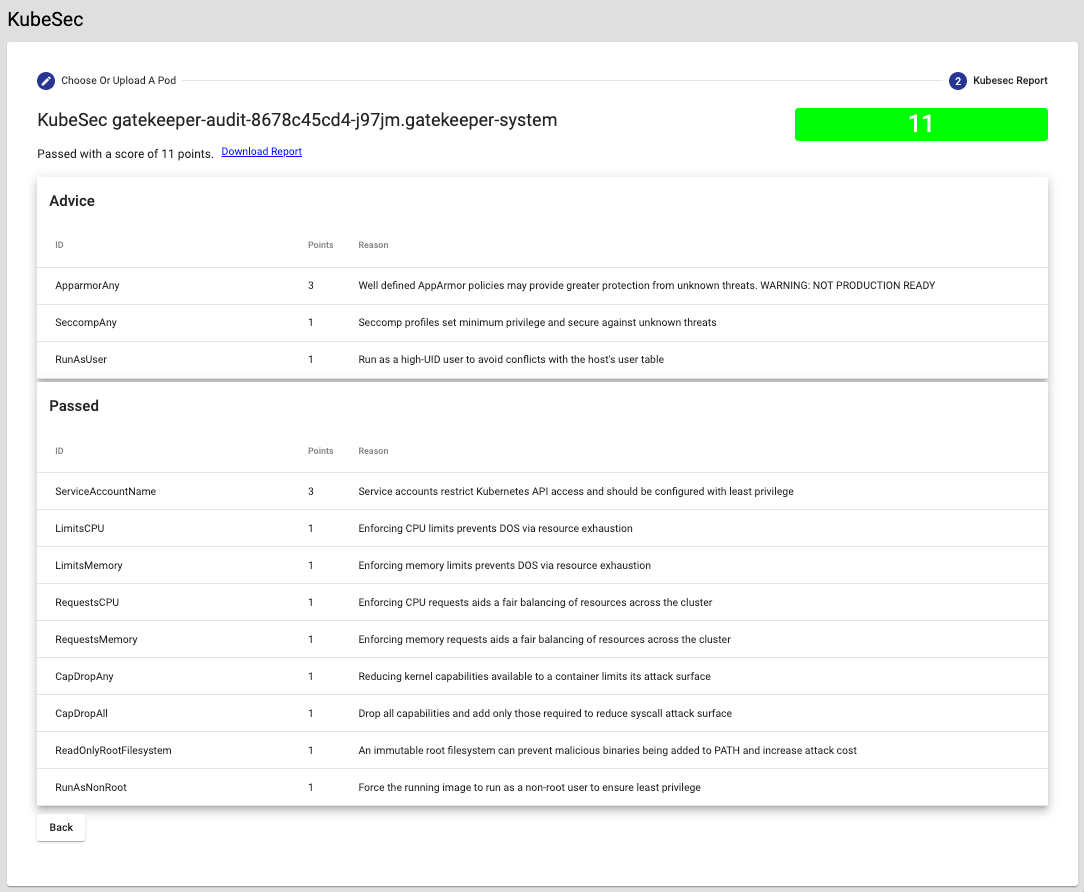 KubeSec
Choose Or Upload A Pod
2 Kubesec Report
KubeSec gatekeeper-audit-8678c45cd4-j97jm.gatekeeper-system
11
Passed with a score of 11 points. Download Report
Advice
ID Points Reason
ApparmorAny 3 Well defined AppArmor policies may provide greater protection from unknown threats. WARNING: NOT PRODUCTION READY
SeccompAny 1 Seccomp profiles set minimum privilege and secure against unknown threats
RunAsUser 1 Run as a high-UID user to avoid conflicts with the host's user table
Passed
ID Points Reason
ServiceAccountName 3 Service accounts restrict Kubernetes API access and should be configured with least privilege
LimitsCPU 1 Enforcing CPU limits prevents DOS via resource exhaustion
LimitsMemory 1 Enforcing memory limits prevents DOS via resource exhaustion
RequestsCPU 1 Enforcing CPU requests aids a fair balancing of resources across the cluster
RequestsMemory 1 Enforcing memory requests aids a fair balancing of resources across the cluster
CapDropAny 1 Reducing kernel capabilities available to a container limits its attack surface
CapDropAll 1 Drop all capabilities and add only those required to reduce syscall attack surface
ReadOnlyRootFilesystem 1 An immutable root filesystem can prevent malicious binaries being added to PATH and increase attack cost
RunAsNonRoot 1 Force the running image to run as a non-root user to ensure least privilege
Back